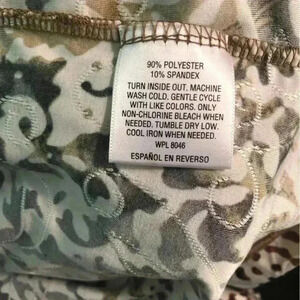 90% POLYESTER
10% SPANDEX
TURN INSIDE OUT, MACHINE
WASH COLD. GENTLE CYCLE
WITH LIKE COLORS. ONLY
NON-CHLORINE BLEACH WHEN
NEEDED. TUMBLE DRY LOW.
COOL IRON WHEN NEEDED.
WPL 8046
ESPAÑOL EN REVERSO